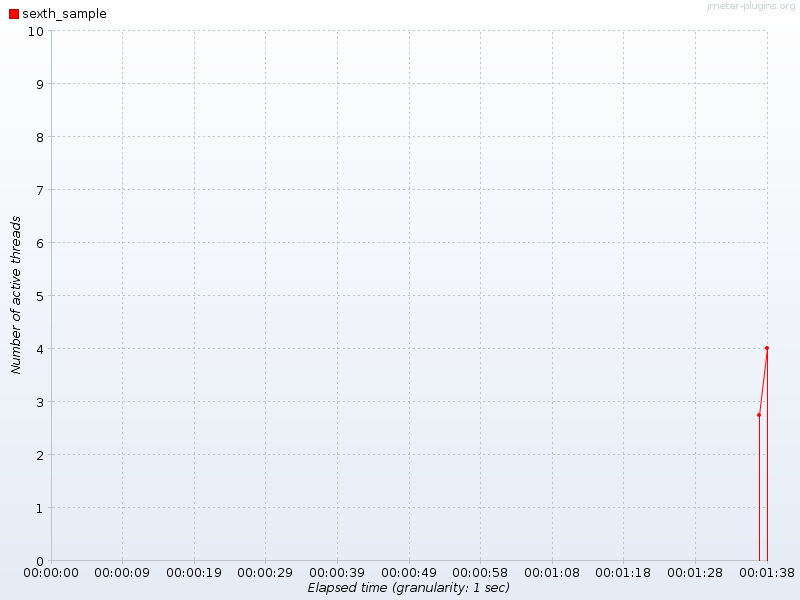 jmeter-plugins.org
sexth_sample
10
9
8
7
6
5
4
3
2
1
0
Number of active threads
00:00:00 00:00:09 00:00:19 00:00:29 00:00:39 00:00:49 00:00:58 00:01:08 00:01:18 00:01:28 00:01:38
Elapsed time (granularity: 1 sec)